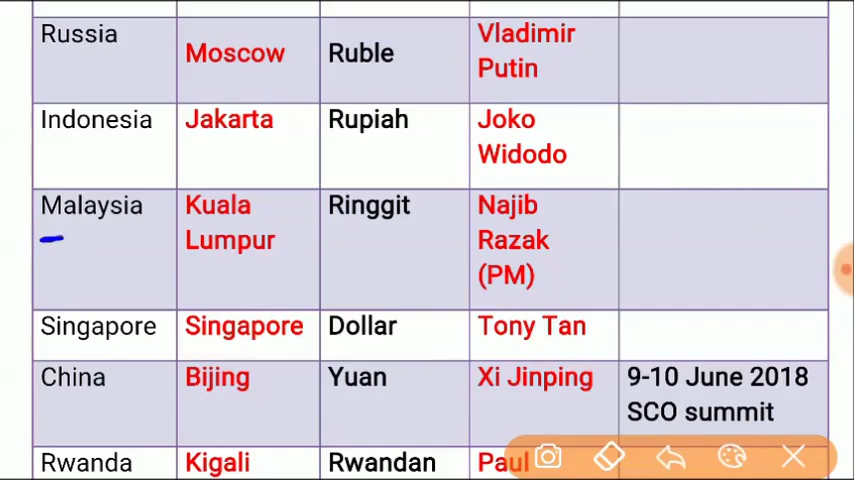 Russia
Moscow
Ruble
Vladimir
Putin
Indonesia
Jakarta
Rupiah
Joko
Widodo
Malaysia
Kuala
Lumpur
Ringgit
Najib
Razak
(PM)
Singapore
Singapore
Dollar
Tony Tan
China
Bijing
Yuan
Xi Jinping
9-10 June 2018
SCO summit
Rwanda
Kigali
Rwandan
Paul